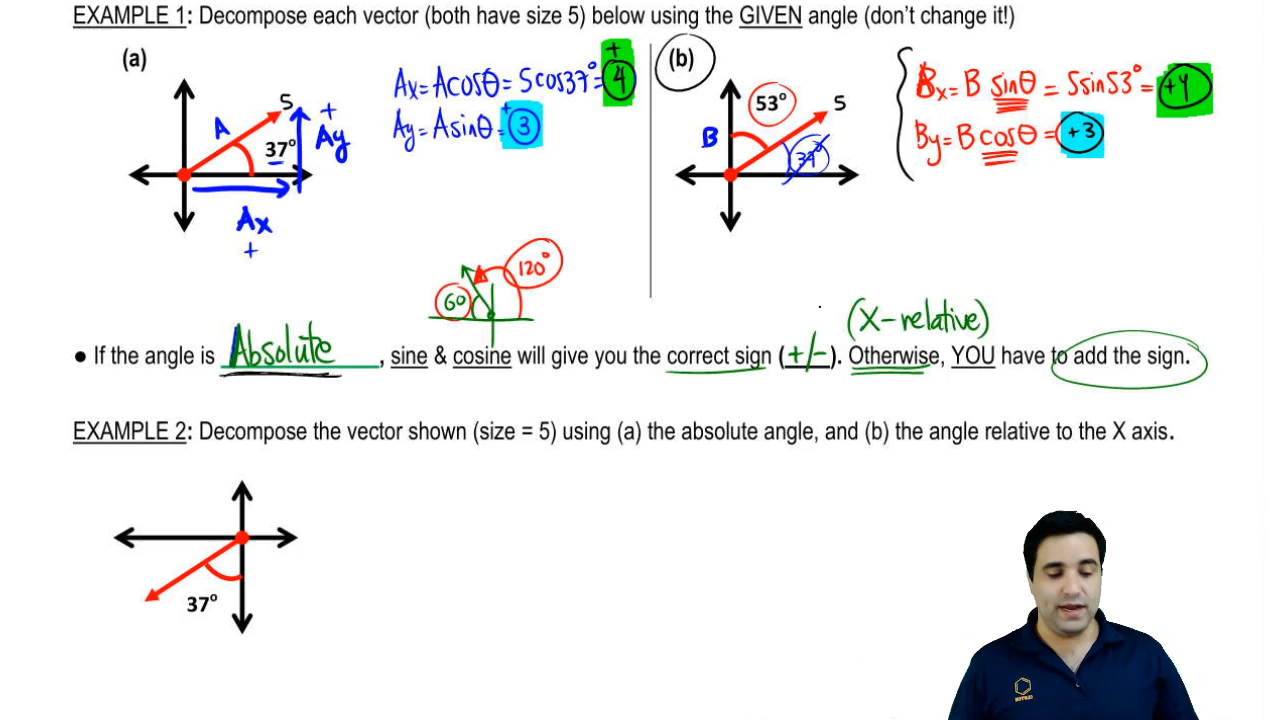 EXAMPLE 1: Decompose each vector (both have size 5) below using the GIVEN angle (don't change it!)
(a)
5
A
37°
+
Ay
Ax
+
Ax = A cosθ = 5cos37° = + 4
Ay = A sinθ = + 3
(b)
53°
5
B
37°
Bx = B sinθ = 5sin53° = +4
By = B cosθ = +3
60
120°
(X-relative)
● If the angle is Absolute, sine & cosine will give you the correct sign (+/-). Otherwise, YOU have to add the sign.
EXAMPLE 2: Decompose the vector shown (size = 5) using (a) the absolute angle, and (b) the angle relative to the X axis.
37°